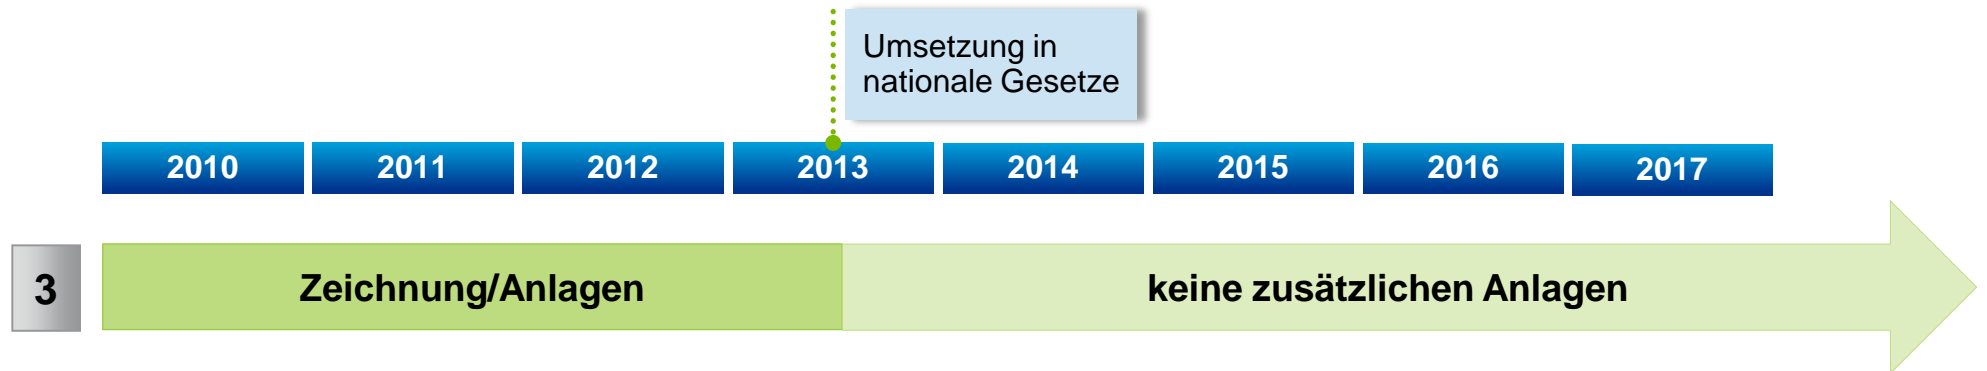 Umsetzung in
nationale Gesetze
2010 2011 2012 2013 2014 2015 2016 2017
3 Zeichnung/Anlagen keine zusätzlichen Anlagen